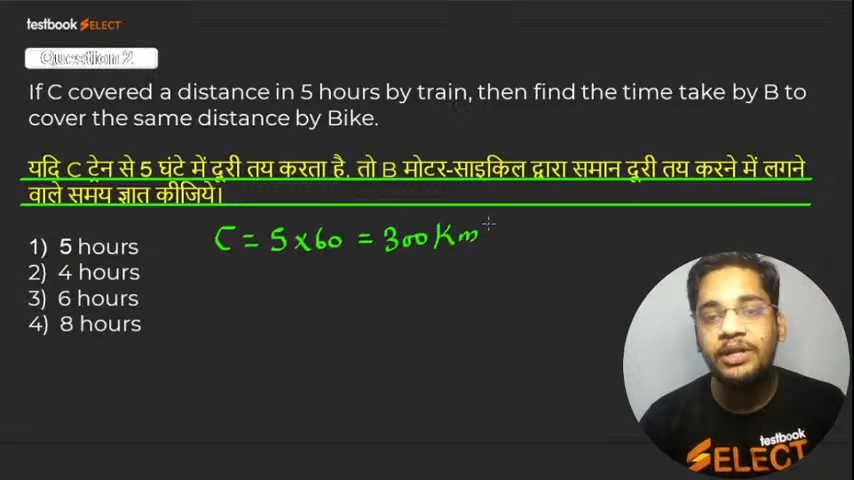 testbook SELECT
Question 2
If C covered a distance in 5 hours by train, then find the time take by B to
cover the same distance by Bike.
यदि C ट्रेन से 5 घंटे में दूरी तय करता है, तो B मोटर-साइकिल द्वारा समान दूरी तय करने में लगने
वाले समय ज्ञात कीजिये।
1) 5 hours
2) 4 hours
3) 6 hours
4) 8 hours
C = 5 x 60 = 300 Km
testbook
SELECT